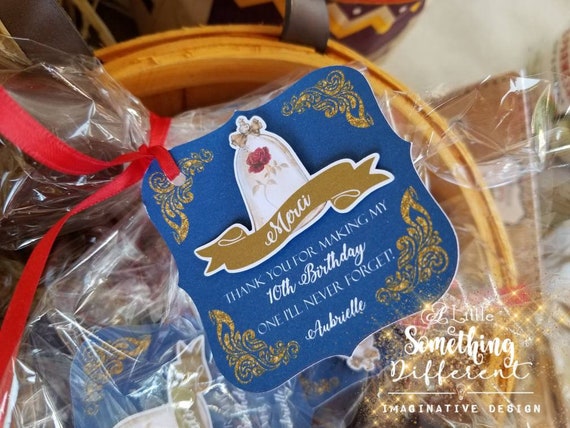 Merci
THANK YOU FOR MAKING MY
10th Birthday
ONE I'LL NEVER FORGET!
Aubrielle
A Little
Something
Different
IMAGINATIVE DESIGN